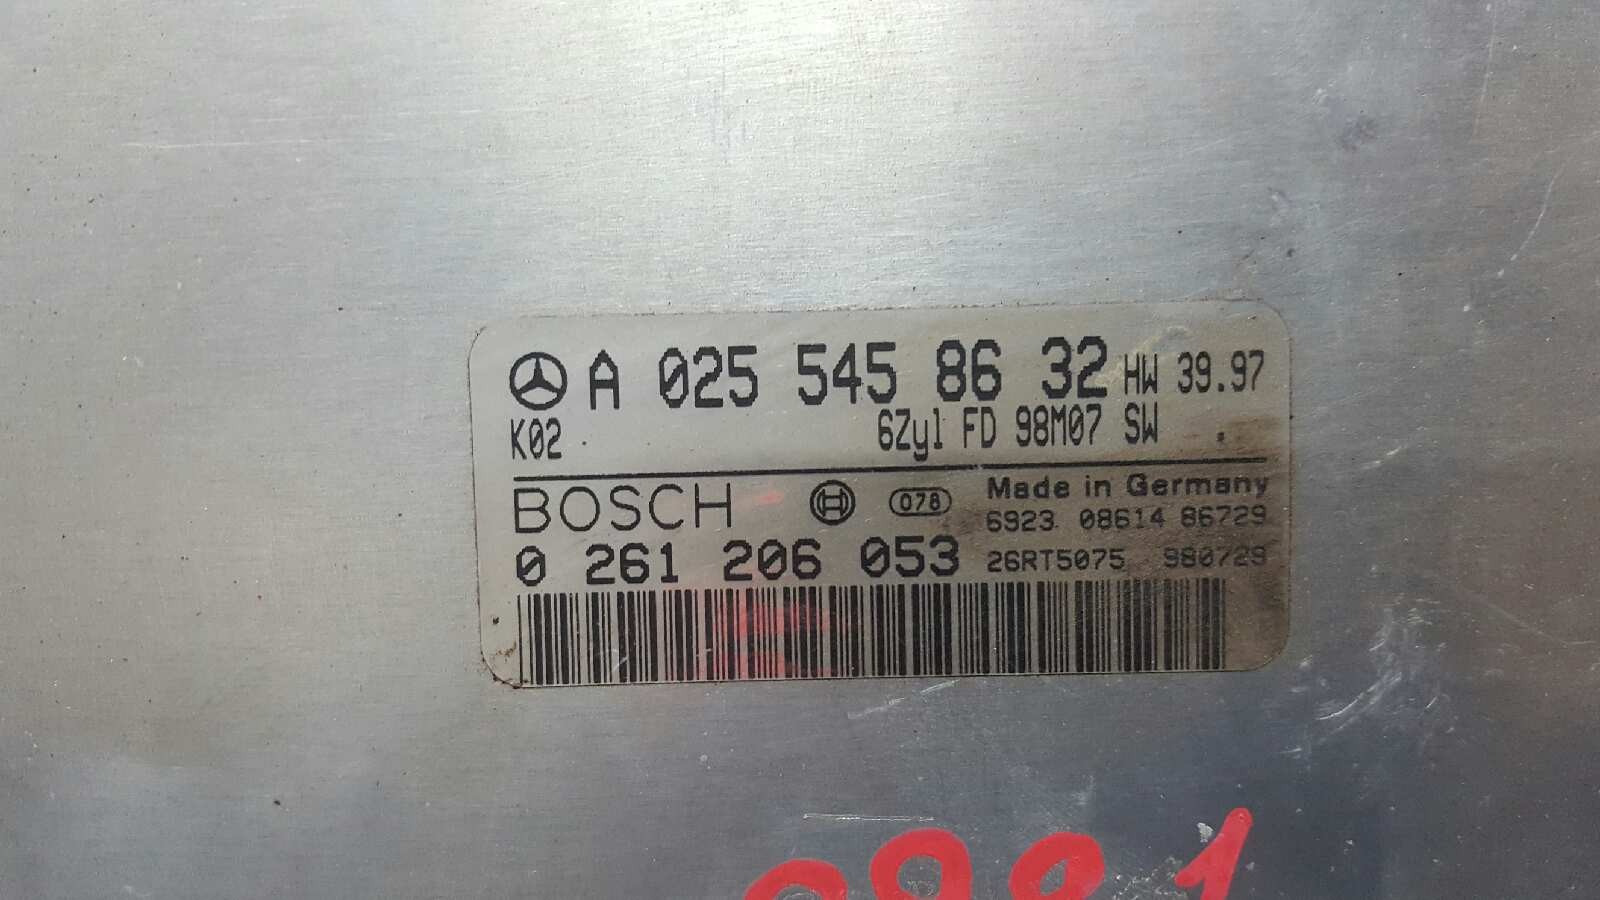 A 025 545 86 32 HW 39.97
K02 6Zyl FD 98M07 SW
BOSCH 078 Made in Germany
6923 08614 86729
0 261 206 053 26RT5075 980729